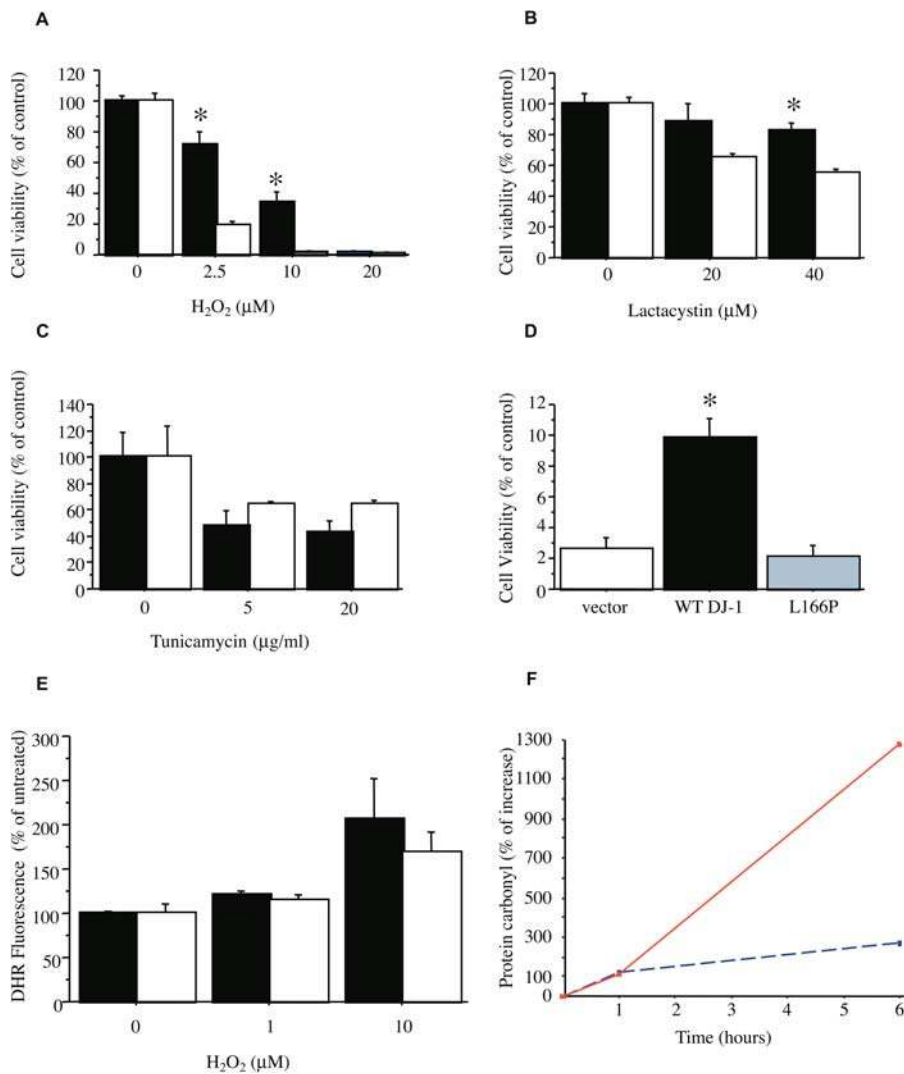 A
Cell viability (% of control)
120
100
80
60
40
20
0
*
*
0 2.5 10 20
H₂O₂ (μM)
B
Cell viability (% of control)
120
100
80
60
40
20
0
*
0 20 40
Lactacystin (μM)
C
Cell viability (% of control)
140
120
100
80
60
40
20
0
0 5 20
Tunicamycin (μg/ml)
D
Cell Viability (% of control)
12
10
8
6
4
2
0
*
vector WT DJ-1 L166P
E
DHR Fluorescence (% of untreated)
300
250
200
150
100
50
0
0 1 10
H₂O₂ (μM)
F
Protein carbonyl (% of increase)
1300
1100
900
700
500
300
100
0
1 2 3 4 5 6
Time (hours)